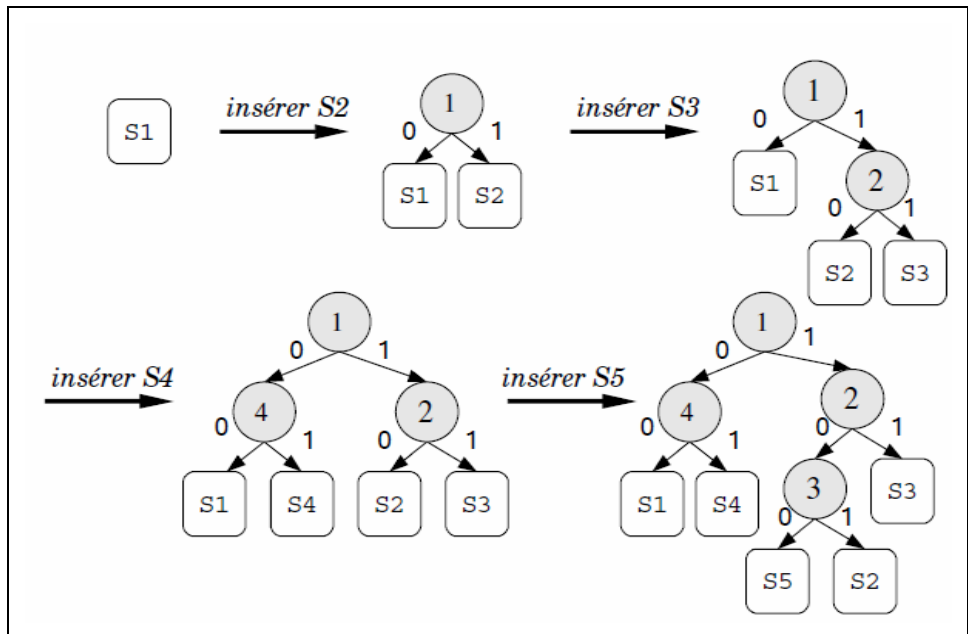 S1
insérer S2
1
0 1
S1 S2
insérer S3
1
0 1
S1
2
0 1
S2 S3
insérer S4
1
0 1
4 2
0 1 0 1
S1 S4 S2 S3
insérer S5
1
0 1
4 2
0 1 0 1
S1 S4 3 S3
0 1
S5 S2